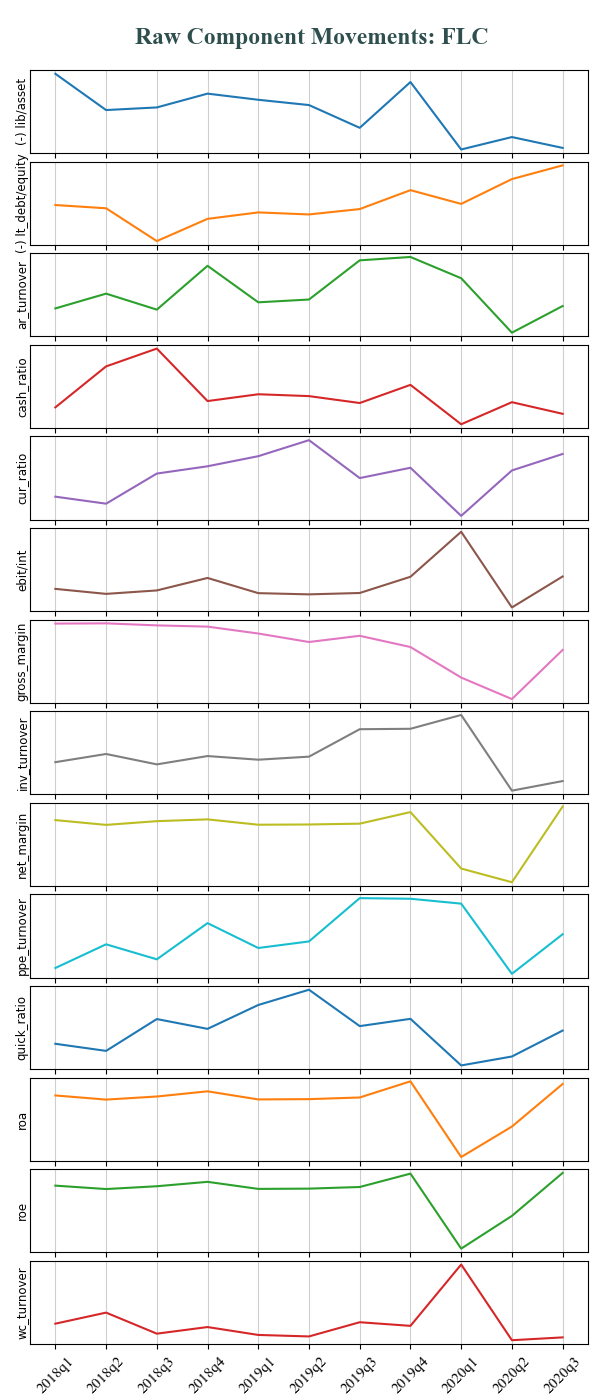 Raw Component Movements: FLC
(-) lib/asset
(-) lt_debt/equity
ar_turnover
cash_ratio
cur_ratio
ebit/int
gross_margin
inv_turnover
net_margin
ppe_turnover
quick_ratio
roa
roe
wc_turnover
2018q1 2018q2 2018q3 2018q4 2019q1 2019q2 2019q3 2019q4 2020q1 2020q2 2020q3